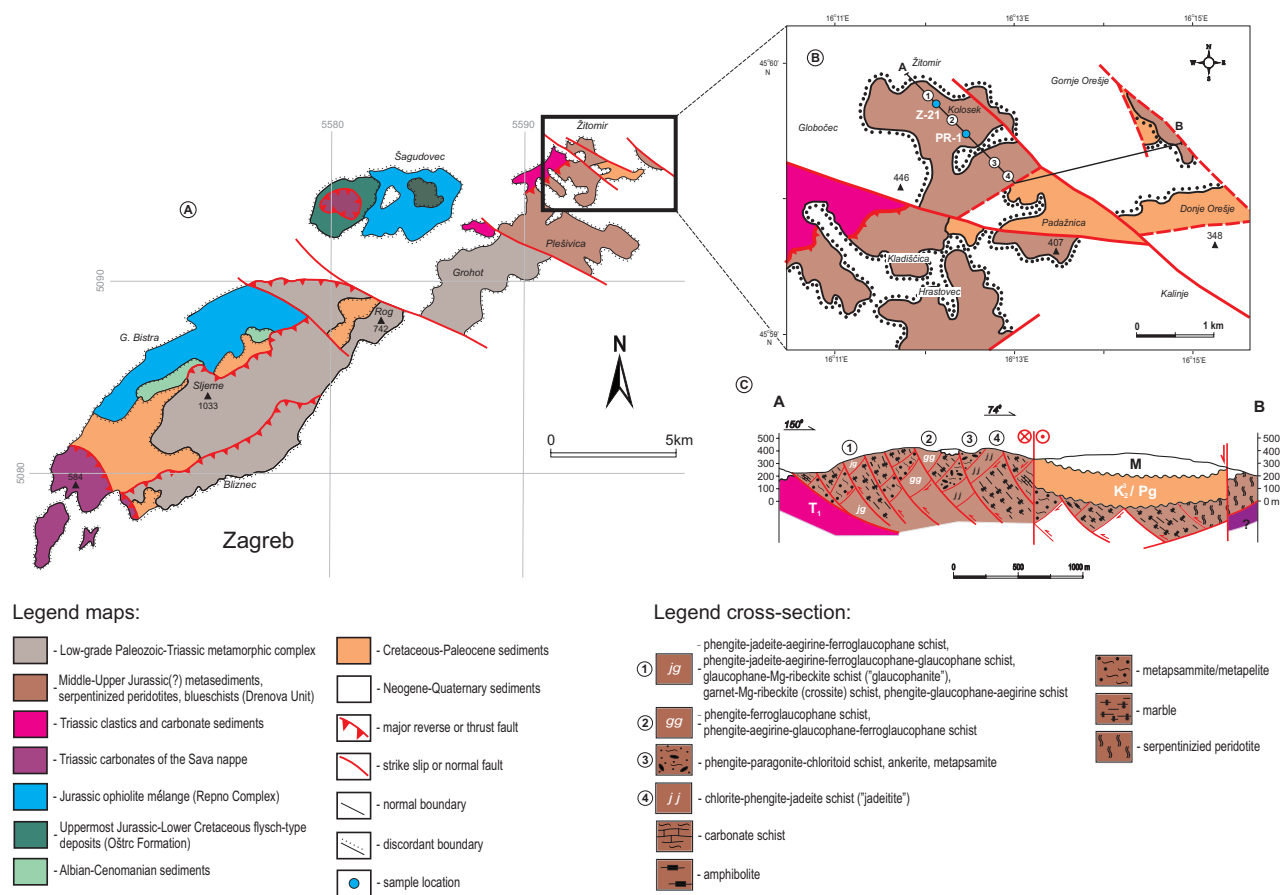 A
5580
5590
Žitomir
Šagudovec
Plešivica
Grohot
5090
Rog
742
G. Bistra
Sljeme
1033
N
0
5km
5080
584
Bliznec
Zagreb
16°11'E
16°13'E
16°15'E
B
45°60'
N
A
Žitomir
N
W
E
S
Gornje Orešje
1
Kolosek
Z-21
2
PR-1
Globočec
B
3
4
446
Donje Orešje
Padažnica
407
348
Kladiščica
Hrastovec
Kalinje
0
1 km
45°59'
N
16°11'E
16°13'E
16°15'E
C
A
B
150°
74°
1
2
3
4
500
400
300
200
100
0
500
400
300
200
100
0 m
jg
gg
jj
M
gg
jj
K₂/ Pg
T₁
jg
?
0
500
1000 m
Legend maps:
- Low-grade Paleozoic-Triassic metamorphic complex
Middle-Upper Jurassic(?) metasediments,
- serpentinized peridotites, blueschists (Drenova Unit)
- Triassic clastics and carbonate sediments
- Triassic carbonates of the Sava nappe
- Jurassic ophiolite mélange (Repno Complex)
Uppermost Jurassic-Lower Cretaceous flysch-type
- deposits (Oštrc Formation)
- Albian-Cenomanian sediments
- Cretaceous-Paleocene sediments
- Neogene-Quaternary sediments
- major reverse or thrust fault
- strike slip or normal fault
- normal boundary
- discordant boundary
- sample location
Legend cross-section:
1 jg
- phengite-jadeite-aegirine-ferroglaucophane schist,
phengite-jadeite-aegirine-ferroglaucophane-glaucophane schist,
- glaucophane-Mg-ribeckite schist ("glaucophanite"),
garnet-Mg-ribeckite (crossite) schist, phengite-glaucophane-aegirine schist
2 gg
- phengite-ferroglaucophane schist,
- phengite-aegirine-glaucophane-ferroglaucophane schist
3
- phengite-paragonite-chloritoid schist, ankerite, metapsamite
4 j j
- chlorite-phengite-jadeite schist ("jadeitite")
- carbonate schist
- amphibolite
- metapsammite/metapelite
- marble
- serpentinizied peridotite